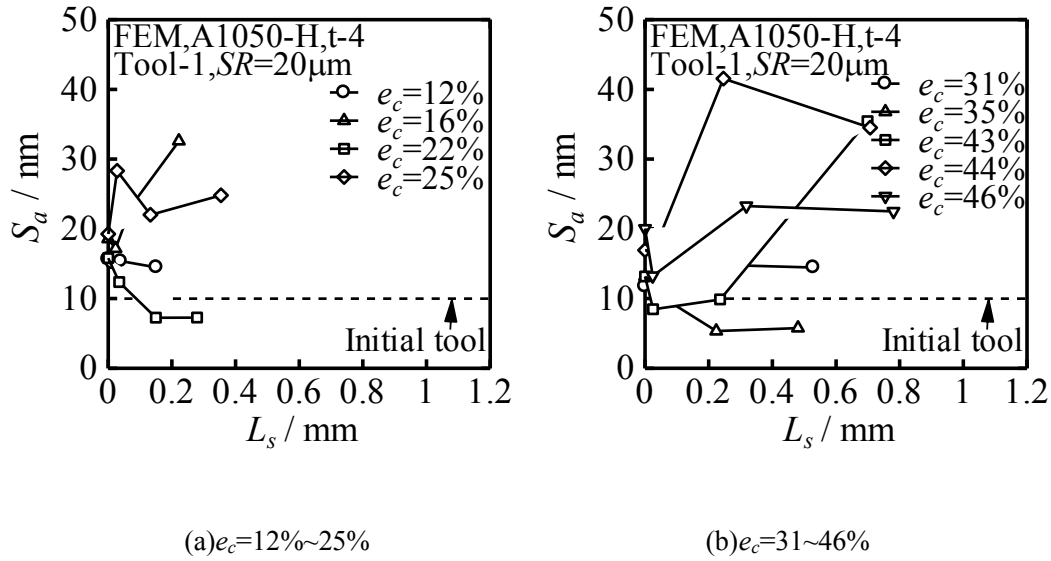 50
40
30
20
10
0
S_a / nm
FEM,A1050-H,t-4
Tool-1,SR=20μm
e_c=12%
e_c=16%
e_c=22%
e_c=25%
Initial tool
0 0.2 0.4 0.6 0.8 1 1.2
L_s / mm
(a)e_c=12%~25%
50
40
30
20
10
0
S_a / nm
FEM,A1050-H,t-4
Tool-1,SR=20μm
e_c=31%
e_c=35%
e_c=43%
e_c=44%
e_c=46%
Initial tool
0 0.2 0.4 0.6 0.8 1 1.2
L_s / mm
(b)e_c=31~46%